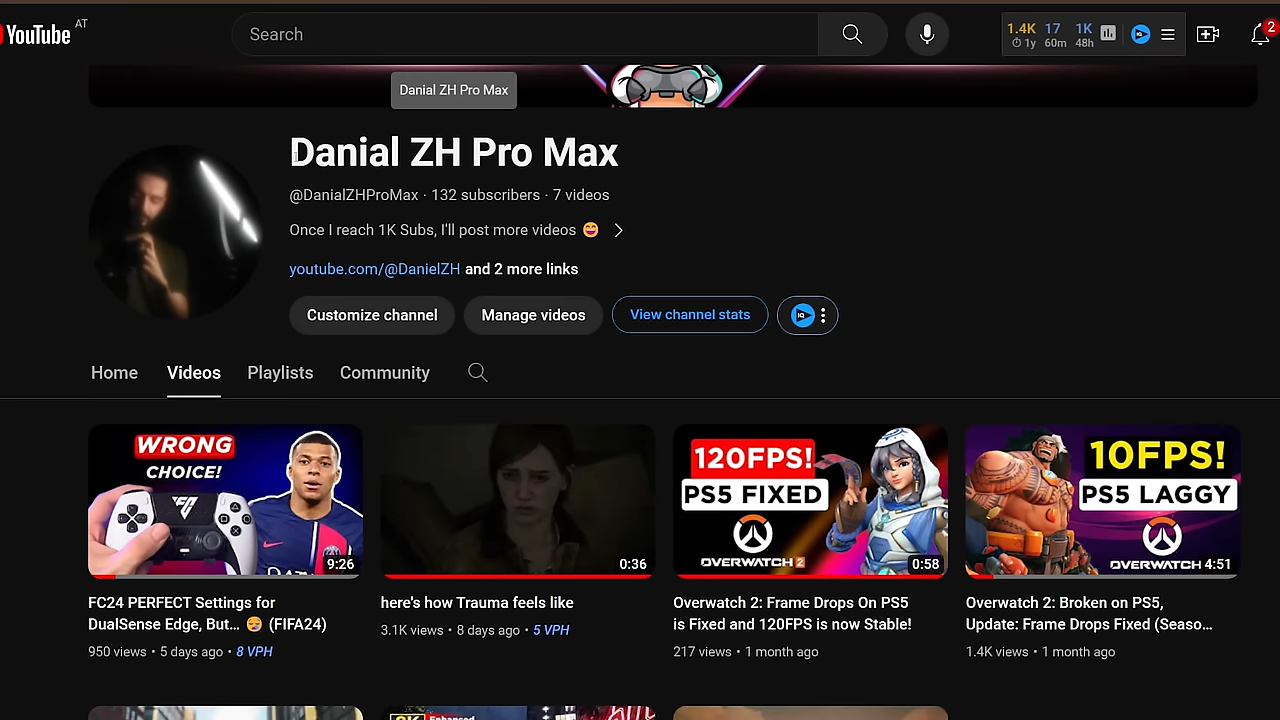 YouTube AT
Search
1.4K 17 1K
1y 60m 48h
2
Danial ZH Pro Max
Danial ZH Pro Max
@DanialZHProMax · 132 subscribers · 7 videos
Once I reach 1K Subs, I'll post more videos 😄
youtube.com/@DanielZH and 2 more links
Customize channel
Manage videos
View channel stats
IQ
Home
Videos
Playlists
Community
WRONG
CHOICE!
9:26
0:36
120FPS!
PS5 FIXED
OVERWATCH 2
0:58
10FPS!
PS5 LAGGY
OVERWATCH
4:51
FC24 PERFECT Settings for
DualSense Edge, But... 😪 (FIFA24)
950 views · 5 days ago · 8 VPH
here's how Trauma feels like
3.1K views · 8 days ago · 5 VPH
Overwatch 2: Frame Drops On PS5
is Fixed and 120FPS is now Stable!
217 views · 1 month ago
Overwatch 2: Broken on PS5,
Update: Frame Drops Fixed (Seaso...
1.4K views · 1 month ago
Enhanced